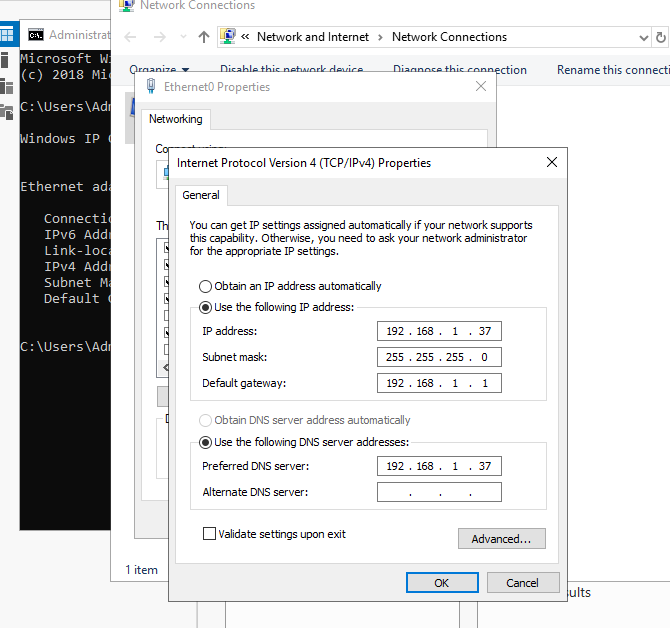 Network Connections
Administrat
« Network and Internet > Network Connections
Organize
Disable this network device
Diagnose this connection
Rename this connecti
Microsoft Wi
(c) 2018 Mic
C:\Users\Adm
Windows IP C
Ethernet ada
Connectio
IPv6 Addr
Link-loca
IPv4 Addr
Subnet Ma
Default G
C:\Users\Adm
Ethernet0 Properties
Networking
Internet Protocol Version 4 (TCP/IPv4) Properties
General
You can get IP settings assigned automatically if your network supports
this capability. Otherwise, you need to ask your network administrator
for the appropriate IP settings.
Obtain an IP address automatically
Use the following IP address:
IP address:
192 . 168 . 1 . 37
Subnet mask:
255 . 255 . 255 . 0
Default gateway:
192 . 168 . 1 . 1
Obtain DNS server address automatically
Use the following DNS server addresses:
Preferred DNS server:
192 . 168 . 1 . 37
Alternate DNS server:
. . .
Validate settings upon exit
Advanced...
OK
Cancel
1 item
ults